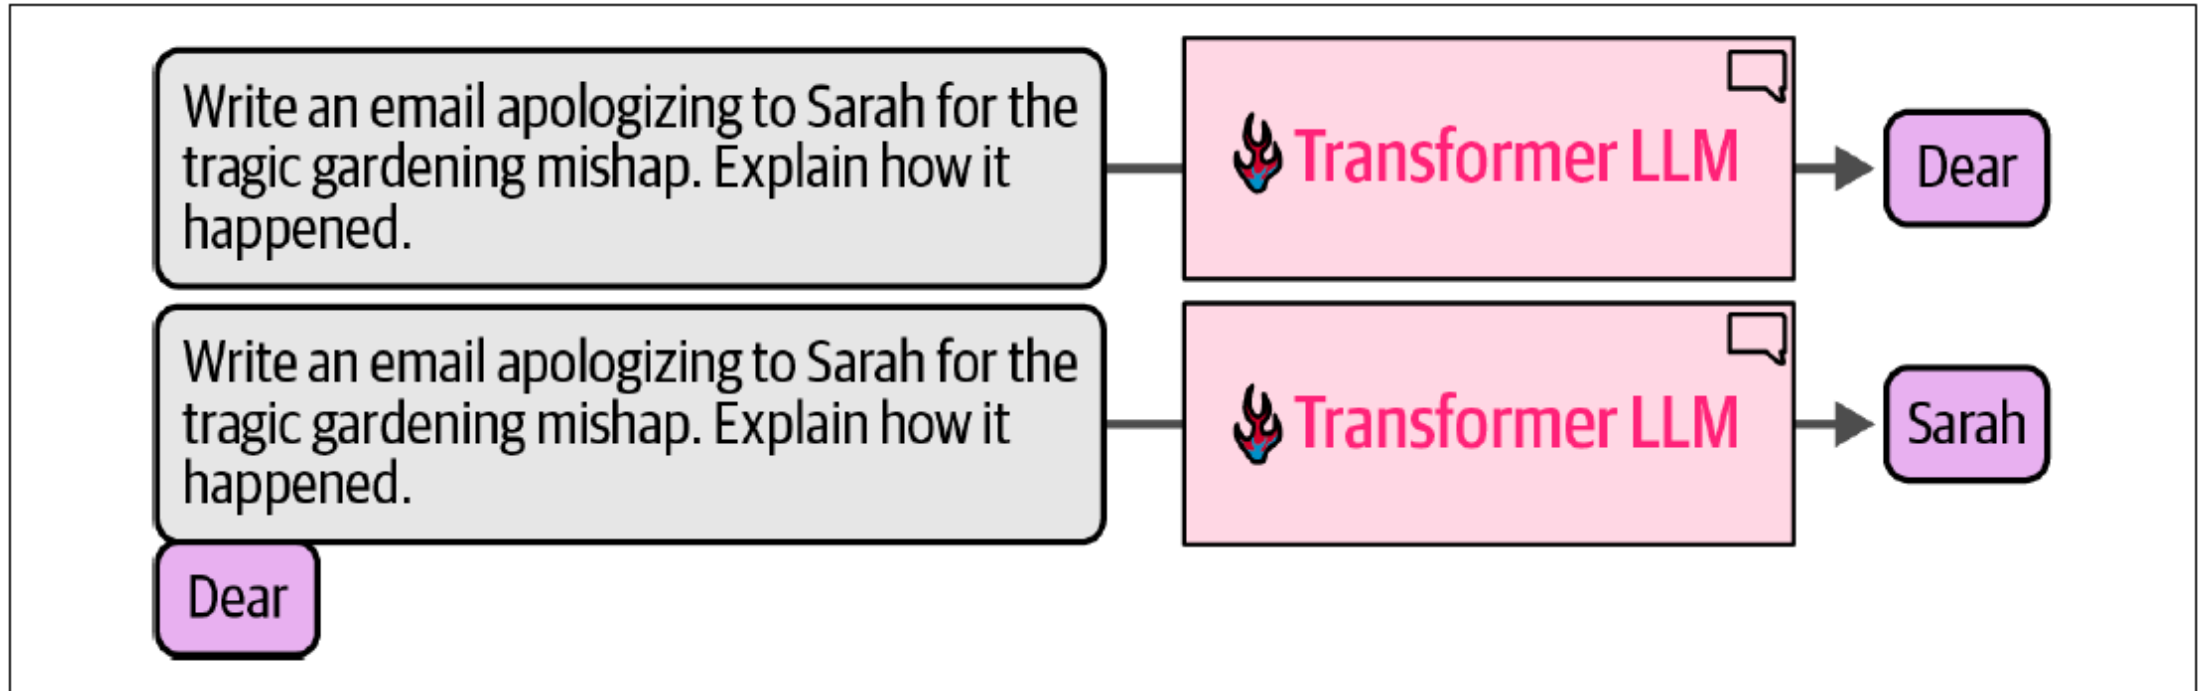 Write an email apologizing to Sarah for the
tragic gardening mishap. Explain how it
happened.
Transformer LLM
Dear
Write an email apologizing to Sarah for the
tragic gardening mishap. Explain how it
happened.
Dear
Transformer LLM
Sarah